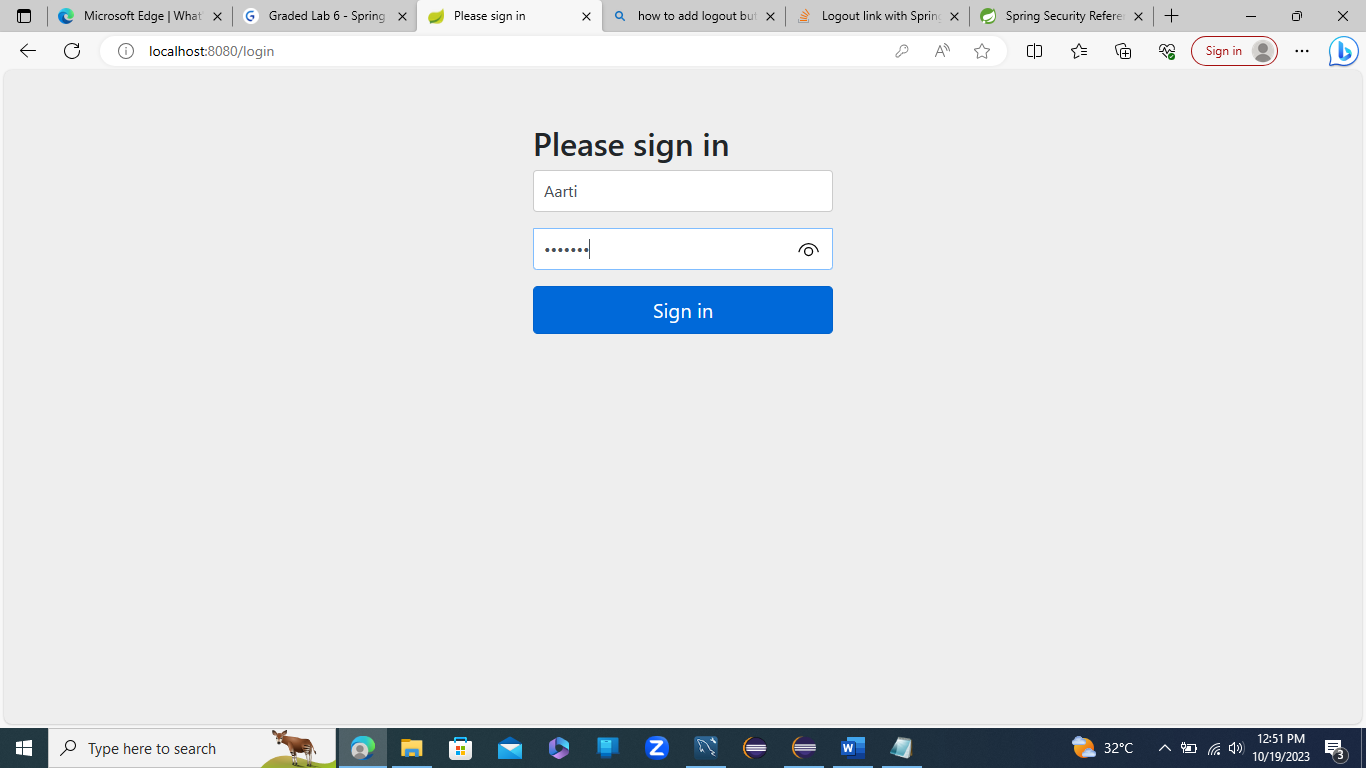 Microsoft Edge | What'
Graded Lab 6 - Spring
Please sign in
how to add logout but
Logout link with Spring
Spring Security Refere
localhost:8080/login
Sign in
Please sign in
Aarti
•••••••
Sign in
Type here to search
32°C
12:51 PM
10/19/2023
3